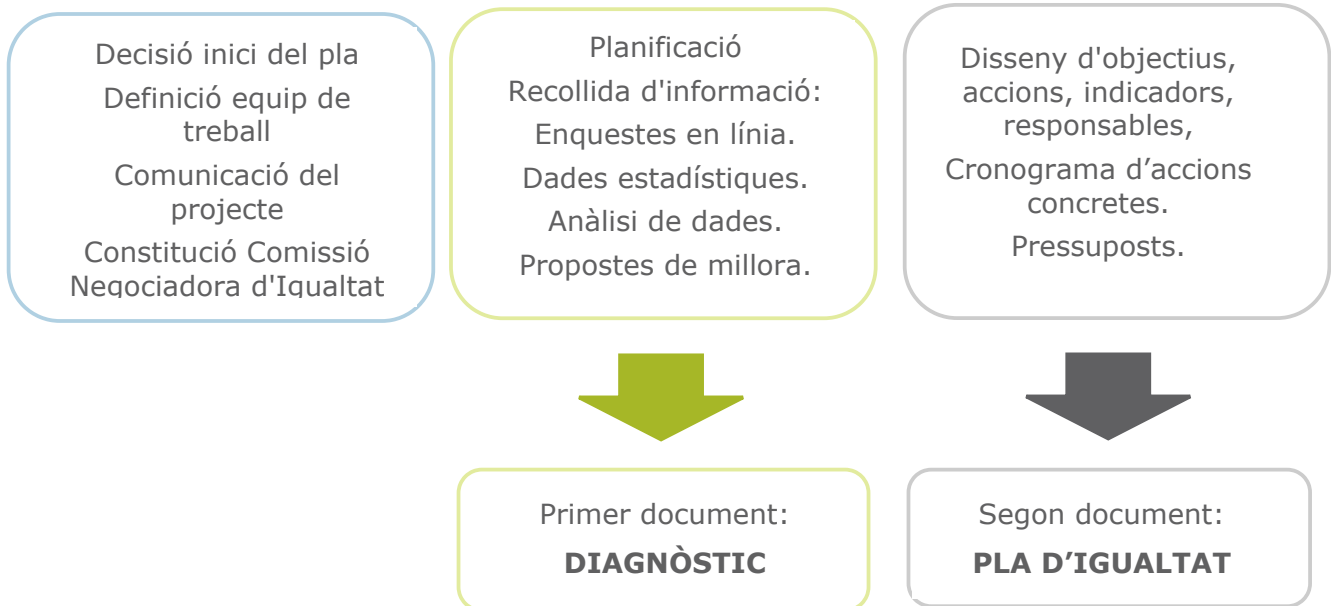 Decisió inici del pla
Definició equip de
treball
Comunicació del
projecte
Constitució Comissió
Negociadora d'Igualtat
Planificació
Recollida d'informació:
Enquestes en línia.
Dades estadístiques.
Anàlisi de dades.
Propostes de millora.
Disseny d'objectius,
accions, indicadors,
responsables,
Cronograma d’accions
concretes.
Pressuposts.
Primer document:
DIAGNÒSTIC
Segon document:
PLA D’IGUALTAT